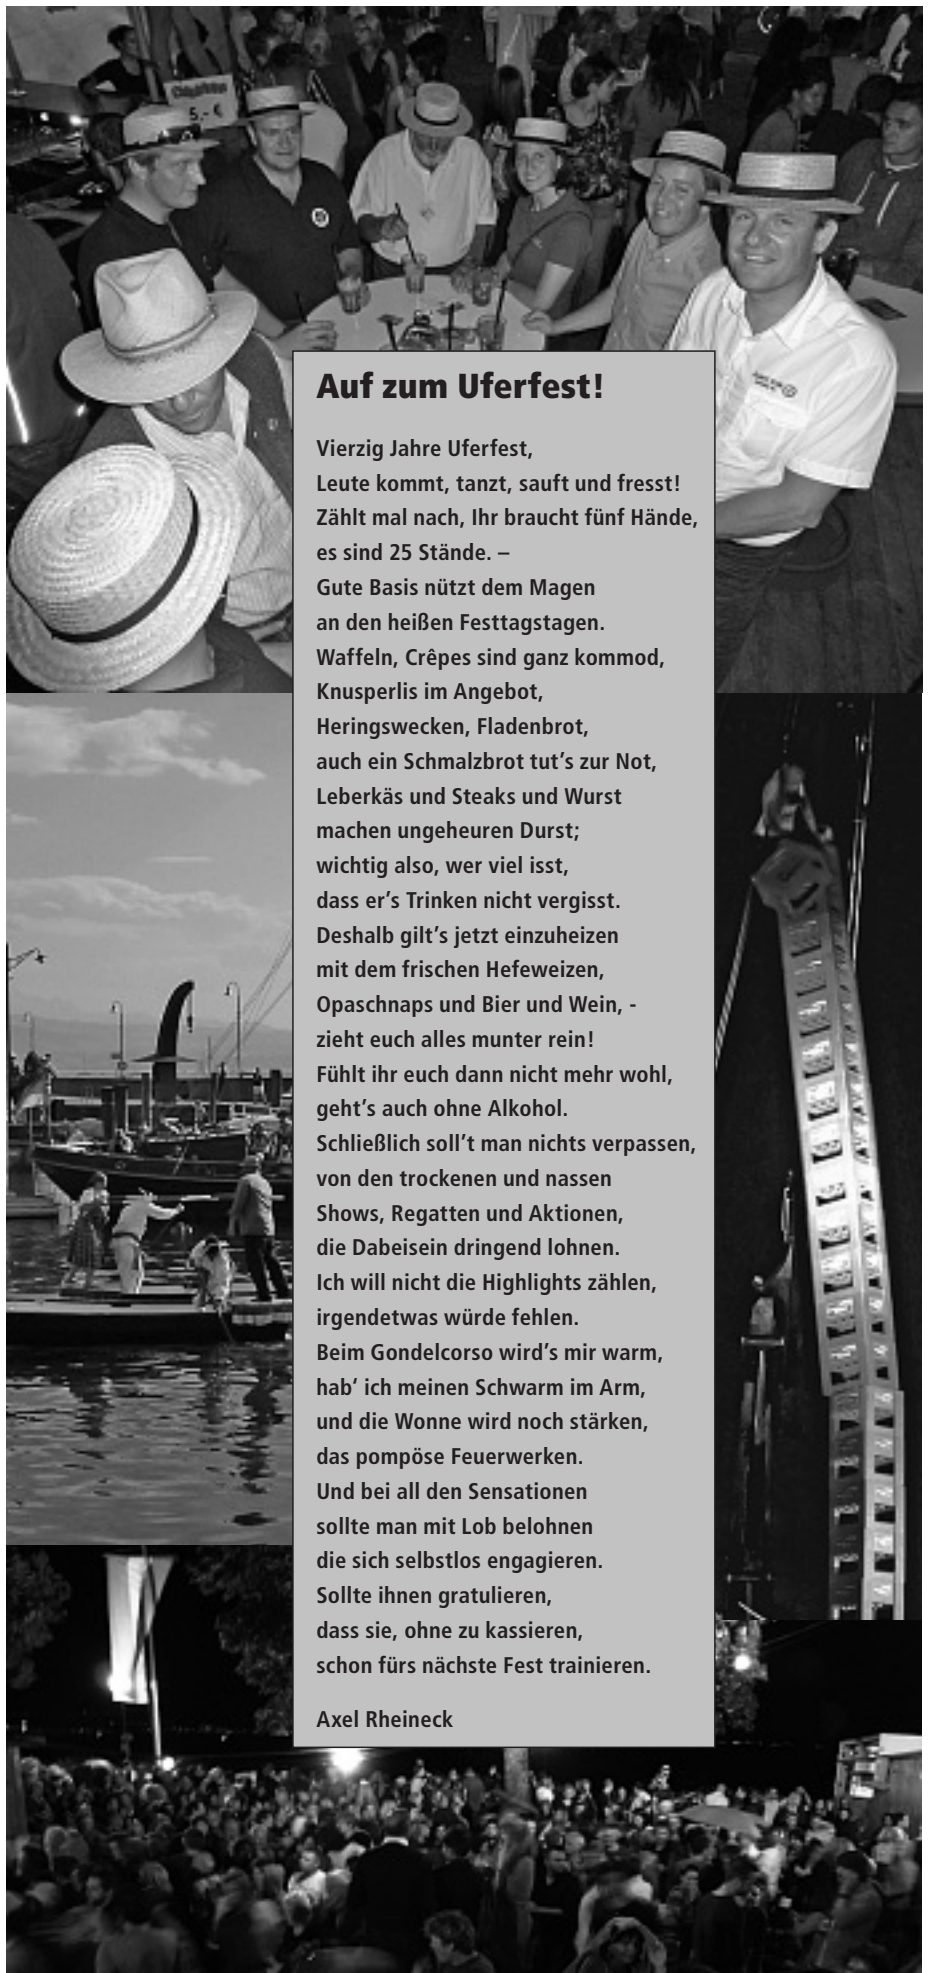 5,- €
Auf zum Uferfest!
Vierzig Jahre Uferfest,
Leute kommt, tanzt, sauft und fresst!
Zählt mal nach, Ihr braucht fünf Hände,
es sind 25 Stände. –
Gute Basis nützt dem Magen
an den heißen Festtagstagen.
Waffeln, Crêpes sind ganz kommod,
Knusperlis im Angebot,
Heringswecken, Fladenbrot,
auch ein Schmalzbrot tut’s zur Not,
Leberkäs und Steaks und Wurst
machen ungeheuren Durst;
wichtig also, wer viel isst,
dass er’s Trinken nicht vergisst.
Deshalb gilt’s jetzt einzuheizen
mit dem frischen Hefeweizen,
Opaschnaps und Bier und Wein, -
zieht euch alles munter rein!
Fühlt ihr euch dann nicht mehr wohl,
geht’s auch ohne Alkohol.
Schließlich soll’t man nichts verpassen,
von den trockenen und nassen
Shows, Regatten und Aktionen,
die Dabeisein dringend lohnen.
Ich will nicht die Highlights zählen,
irgendetwas würde fehlen.
Beim Gondelcorso wird’s mir warm,
hab‘ ich meinen Schwarm im Arm,
und die Wonne wird noch stärken,
das pompöse Feuerwerken.
Und bei all den Sensationen
sollte man mit Lob belohnen
die sich selbstlos engagieren.
Sollte ihnen gratulieren,
dass sie, ohne zu kassieren,
schon fürs nächste Fest trainieren.
Axel Rheineck